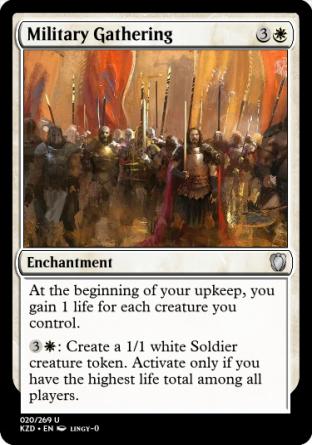 Military Gathering 3
Enchantment
At the beginning of your upkeep, you
gain 1 life for each creature you
control.
3 : Create a 1/1 white Soldier
creature token. Activate only if you
have the highest life total among all
players.
020/269 U
KZD • EN LINGY-0